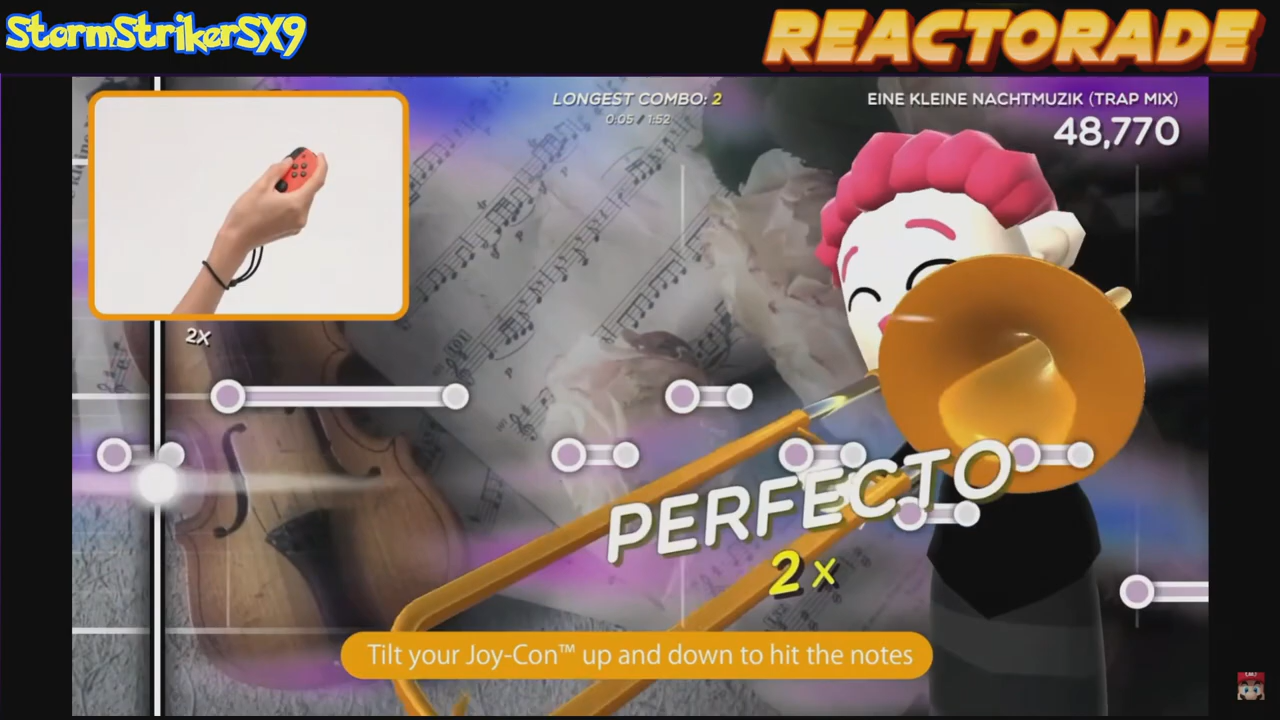 StormStrikerSX9
REACTORADE
LONGEST COMBO: 2
0:05 / 1:52
EINE KLEINE NACHTMUZIK (TRAP MIX)
48,770
2X
PERFECTO
2x
Tilt your Joy-Con™ up and down to hit the notes